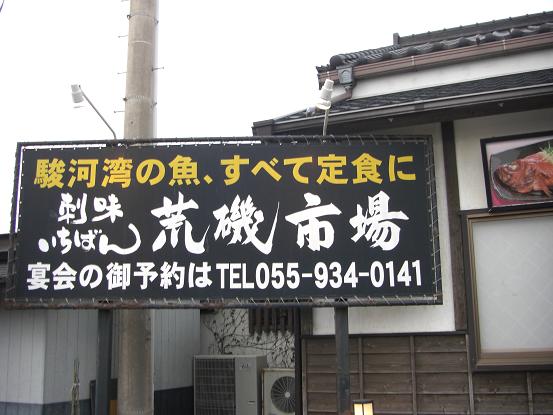 駿河湾の魚、すべて定食に
刺味
いちばん 荒磯市場
宴会の御予約はTEL055-934-0141